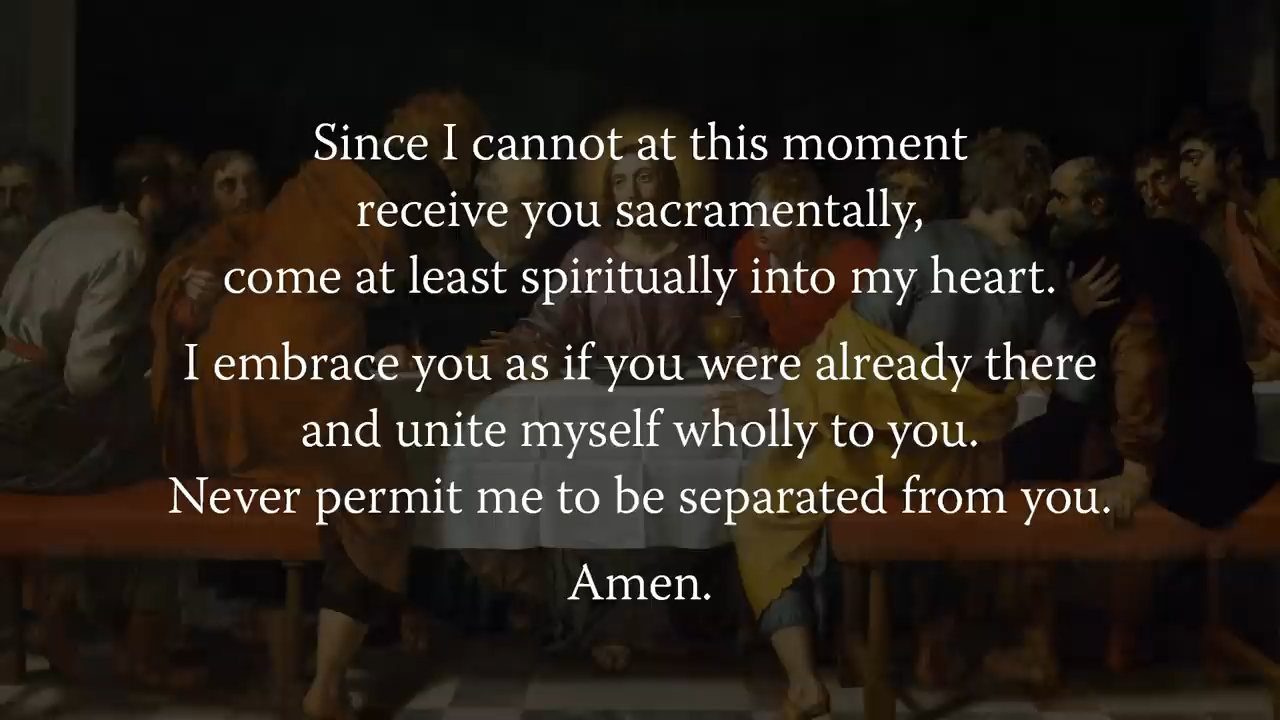 Since I cannot at this moment
receive you sacramentally,
come at least spiritually into my heart.
I embrace you as if you were already there
and unite myself wholly to you.
Never permit me to be separated from you.
Amen.